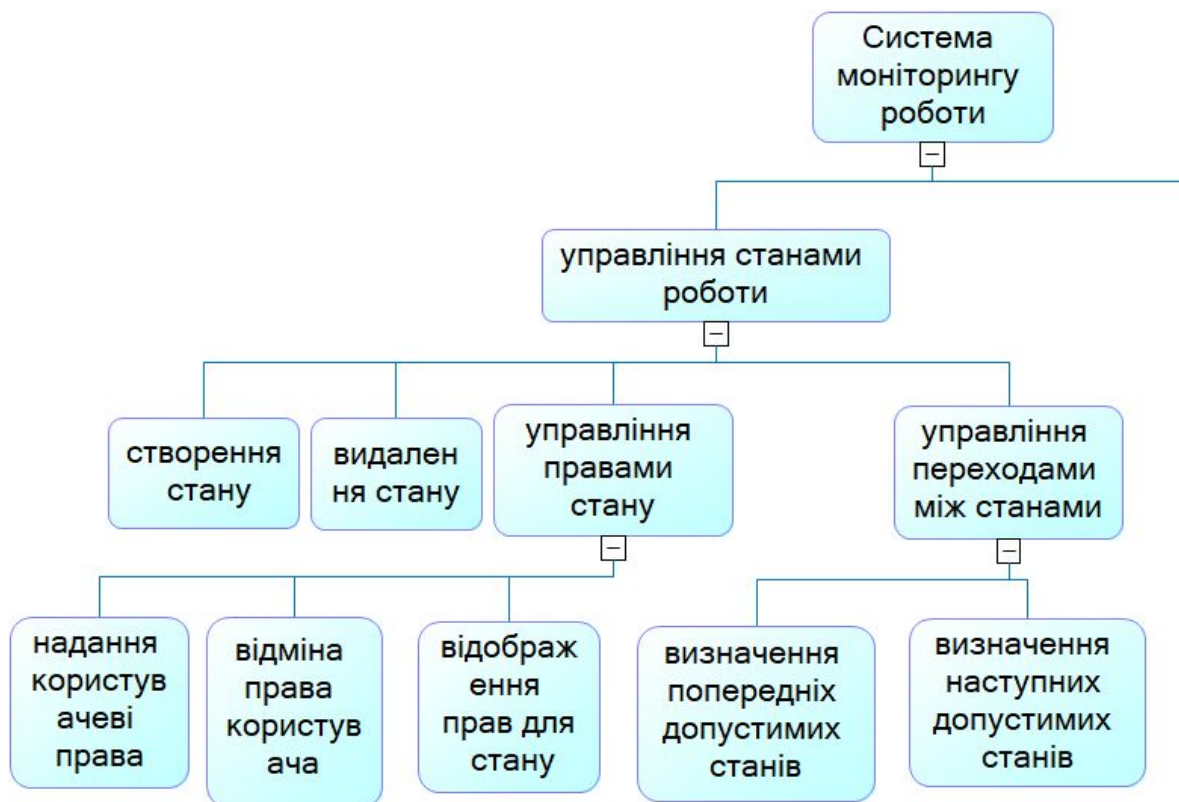 Система
моніторингу
роботи
управління станами
роботи
створення
стану
видален
ня стану
управління
правами
стану
управління
переходами
між станами
надання
користув
ачеві
права
відміна
права
користув
ача
відображ
ення
прав для
стану
визначення
попередніх
допустимих
станів
визначення
наступних
допустимих
станів